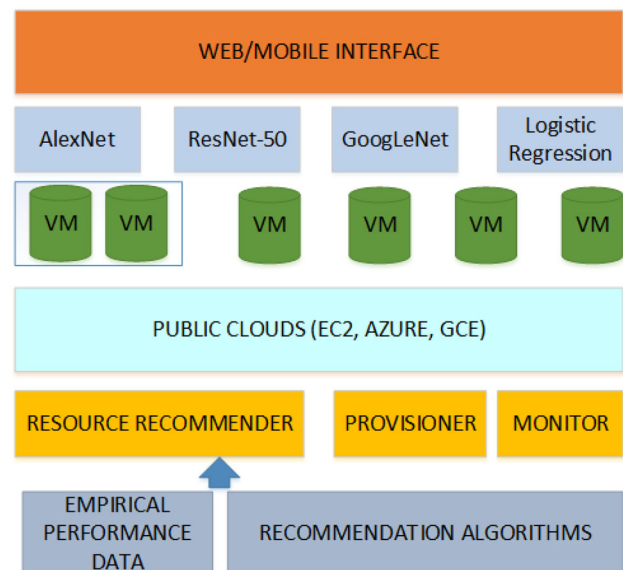 WEB/MOBILE INTERFACE
AlexNet
ResNet-50
GoogLeNet
Logistic
Regression
VM
VM
VM
VM
VM
VM
PUBLIC CLOUDS (EC2, AZURE, GCE)
RESOURCE RECOMMENDER
PROVISIONER
MONITOR
EMPIRICAL
PERFORMANCE
DATA
RECOMMENDATION ALGORITHMS